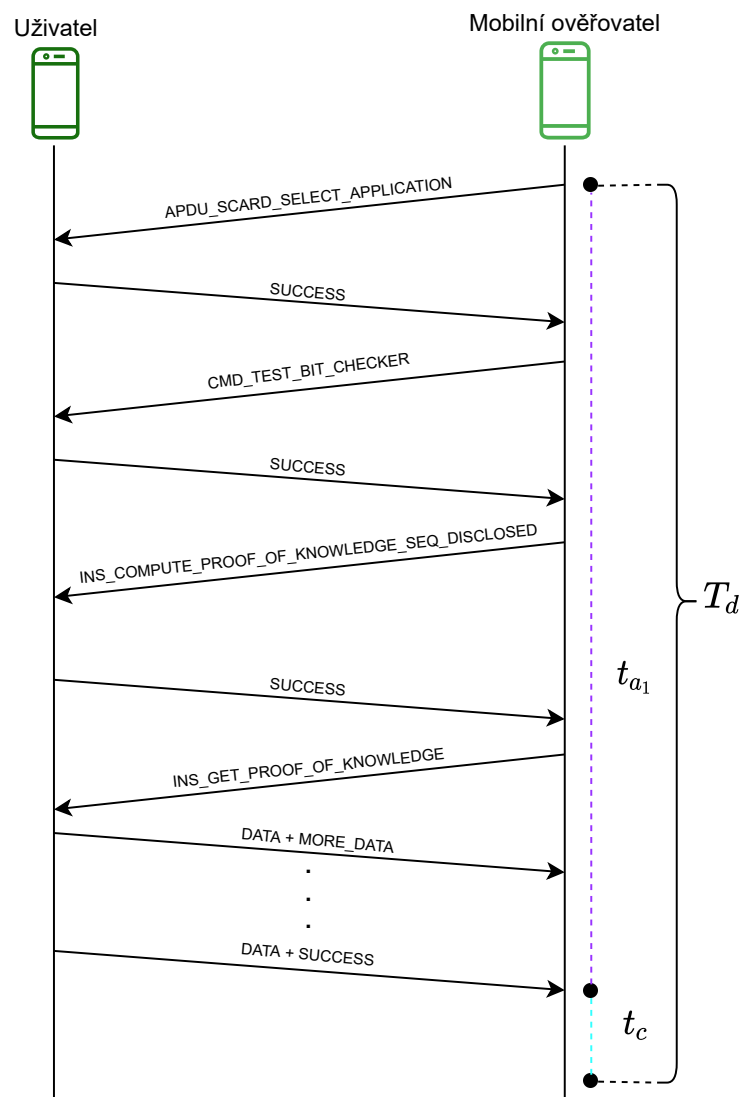 Uživatel
Mobilní ověřovatel
APDU_SCARD_SELECT_APPLICATION
SUCCESS
CMD_TEST_BIT_CHECKER
SUCCESS
INS_COMPUTE_PROOF_OF_KNOWLEDGE_SEQ_DISCLOSED
T_d
t_{a_1}
SUCCESS
INS_GET_PROOF_OF_KNOWLEDGE
DATA + MORE_DATA
.
.
.
DATA + SUCCESS
t_c